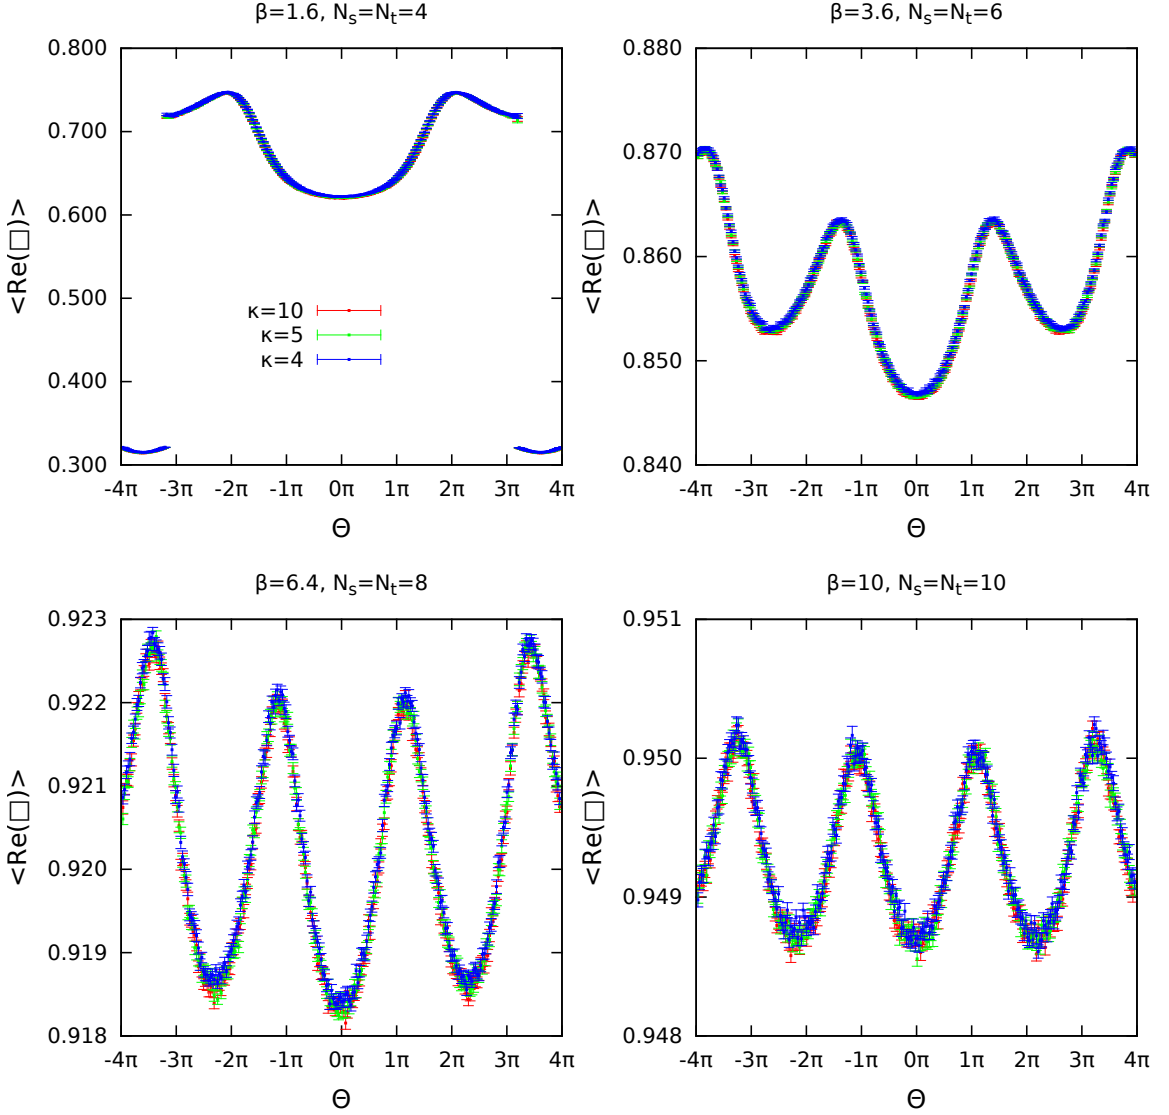 β=1.6, Nₛ=Nₜ=4
<Re(□)>
0.800
0.700
0.600
0.500
0.400
0.300
κ=10
κ=5
κ=4
-4π -3π -2π -1π 0π 1π 2π 3π 4π
Θ
β=3.6, Nₛ=Nₜ=6
<Re(□)>
0.880
0.870
0.860
0.850
0.840
-4π -3π -2π -1π 0π 1π 2π 3π 4π
Θ
β=6.4, Nₛ=Nₜ=8
<Re(□)>
0.923
0.922
0.921
0.920
0.919
0.918
-4π -3π -2π -1π 0π 1π 2π 3π 4π
Θ
β=10, Nₛ=Nₜ=10
<Re(□)>
0.951
0.950
0.949
0.948
-4π -3π -2π -1π 0π 1π 2π 3π 4π
Θ